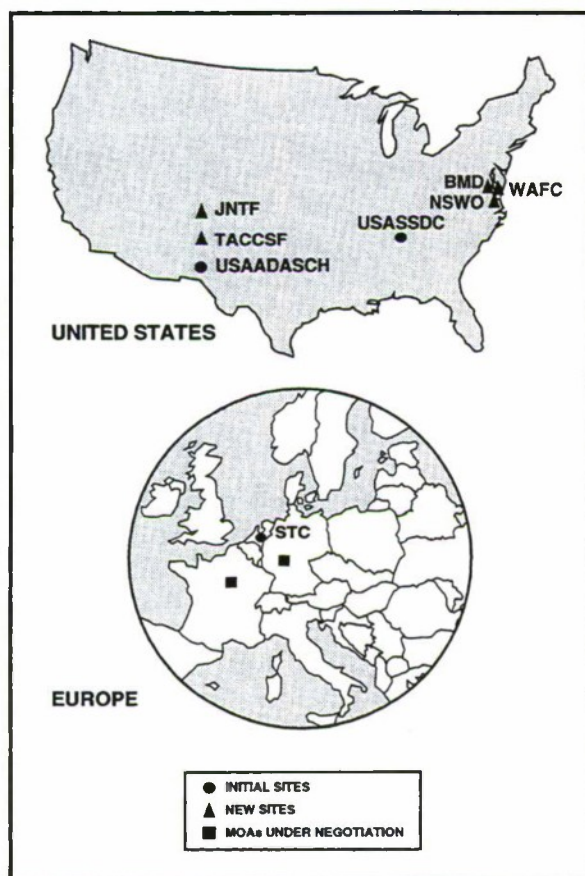 JNTF
TACCSF
USAADASCH
USASSDC
BMD
NSWO
WAFC
UNITED STATES
STC
EUROPE
INITIAL SITES
NEW SITES
MOAs UNDER NEGOTIATION